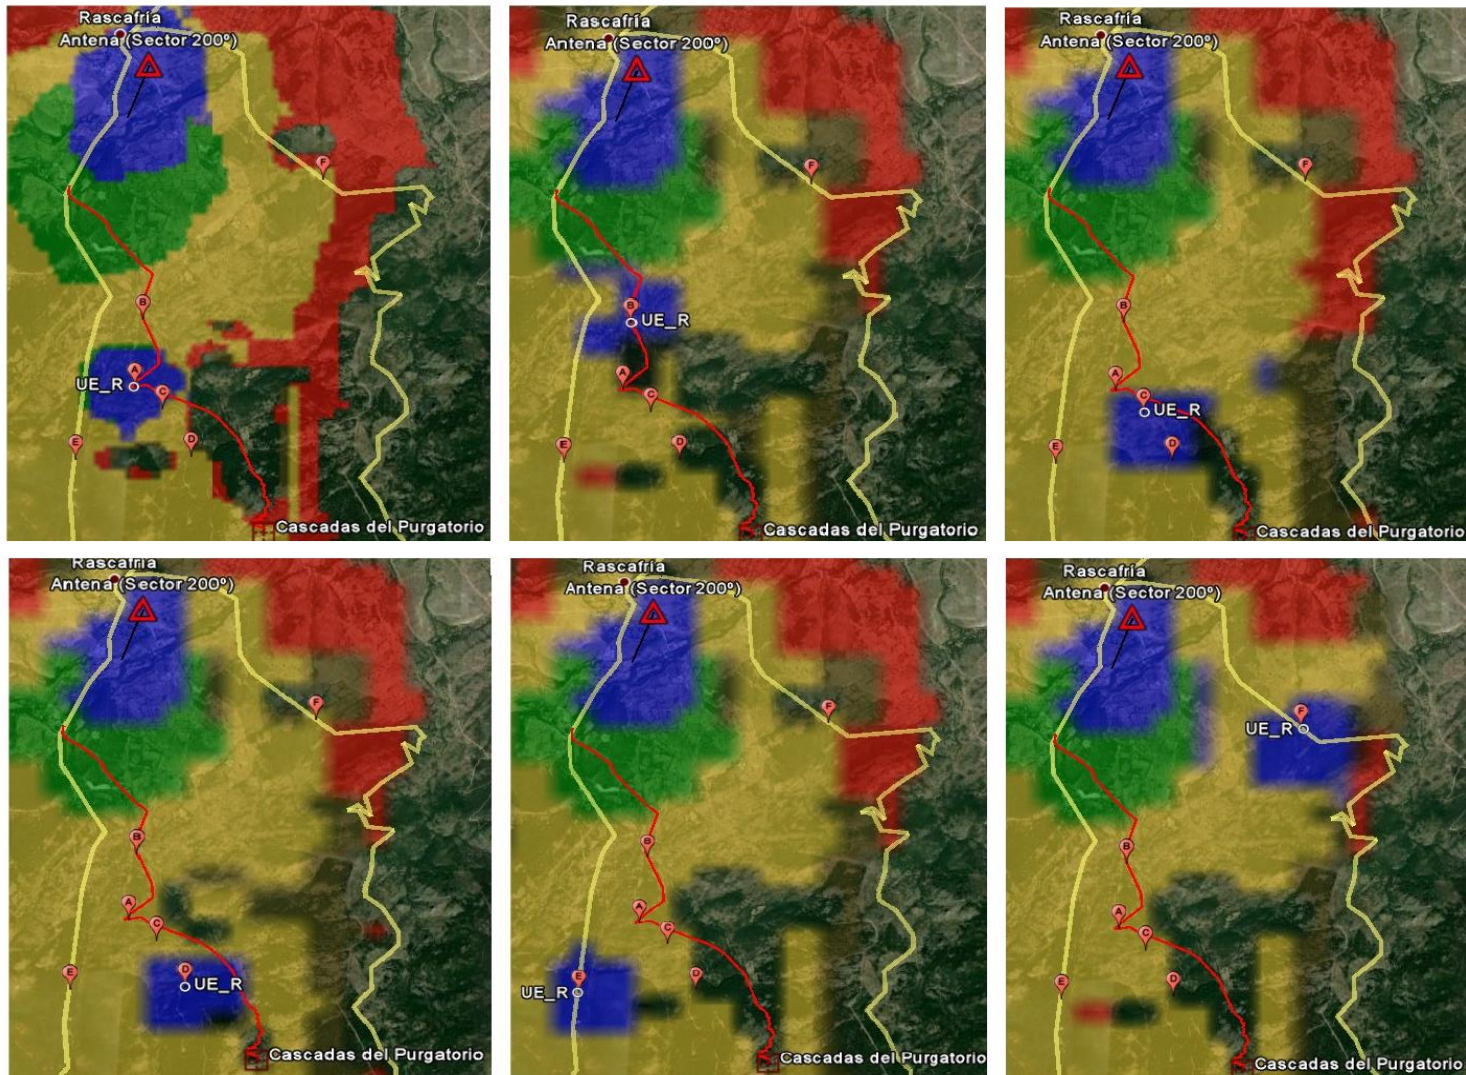 Rascafría
Antena (Sector 200º)
F
B
A
UE_R
C
E
D
Cascadas del Purgatorio
Rascafría
Antena (Sector 200º)
F
B
UE_R
A
C
E
D
Cascadas del Purgatorio
Rascafría
Antena (Sector 200º)
F
B
A
C
UE_R
E
D
Cascadas del Purgatorio
Rascafría
Antena (Sector 200º)
F
B
A
C
E
D
UE_R
Cascadas del Purgatorio
Rascafría
Antena (Sector 200º)
F
B
A
C
E
D
UE_R
Cascadas del Purgatorio
Rascafría
Antena (Sector 200º)
F
UE_R
B
A
C
E
D
Cascadas del Purgatorio